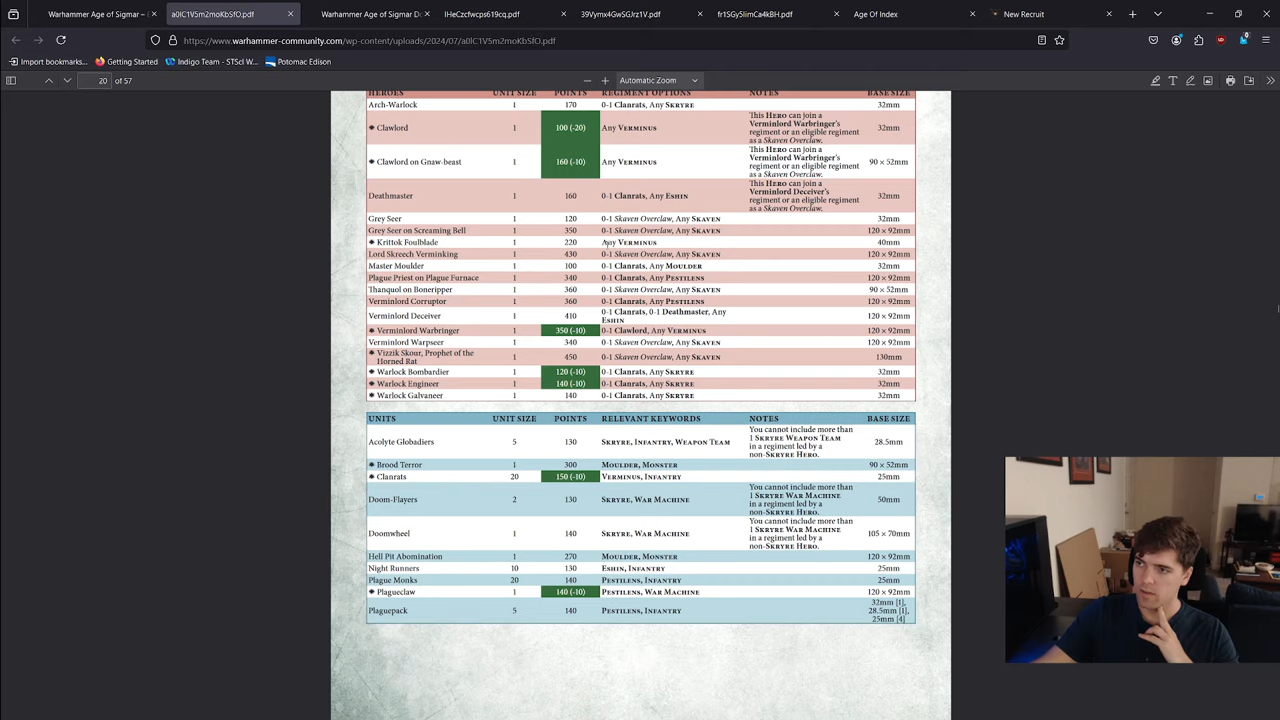 Warhammer Age of Sigmar –
a0lC1V5m2moKbSfO.pdf
Warhammer Age of Sigmar D
lHeCzcfwcps619cq.pdf
39Vymx4GwSGJrz1V.pdf
fr1SGy5limCa4kBH.pdf
Age Of Index
New Recruit
https://www.warhammer-community.com/wp-content/uploads/2024/07/a0lC1V5m2moKbSfO.pdf
Import bookmarks...
Getting Started
Indigo Team - STScI W...
Potomac Edison
20 of 57
Automatic Zoom
HEROES UNIT SIZE POINTS REGIMENT OPTIONS NOTES BASE SIZE
Arch-Warlock 1 170 0-1 Clanrats, Any SKRYRE 32mm
Clawlord 1 100 (-20) Any VERMINUS This HERO can join a
Verminlord Warbringer's
regiment or an eligible regiment
as a Skaven Overclaw. 32mm
Clawlord on Gnaw-beast 1 160 (-10) Any VERMINUS This HERO can join a
Verminlord Warbringer's
regiment or an eligible regiment
as a Skaven Overclaw. 90 × 52mm
Deathmaster 1 160 0-1 Clanrats, Any ESHIN This HERO can join a
Verminlord Deceiver's
regiment or an eligible regiment
as a Skaven Overclaw. 32mm
Grey Seer 1 120 0-1 Skaven Overclaw, Any SKAVEN 32mm
Grey Seer on Screaming Bell 1 350 0-1 Skaven Overclaw, Any SKAVEN 120 × 92mm
Krittok Foulblade 1 220 Any VERMINUS 40mm
Lord Skreech Verminking 1 430 0-1 Skaven Overclaw, Any SKAVEN 120 × 92mm
Master Moulder 1 100 0-1 Clanrats, Any MOULDER 32mm
Plague Priest on Plague Furnace 1 340 0-1 Clanrats, Any PESTILENS 120 × 92mm
Thanquol on Boneripper 1 360 0-1 Skaven Overclaw, Any SKAVEN 90 × 52mm
Verminlord Corruptor 1 360 0-1 Clanrats, Any PESTILENS 120 × 92mm
Verminlord Deceiver 1 410 0-1 Clanrats, 0-1 Deathmaster, Any
ESHIN 120 × 92mm
Verminlord Warbringer 1 350 (-10) 0-1 Clawlord, Any VERMINUS 120 × 92mm
Verminlord Warpseer 1 340 0-1 Skaven Overclaw, Any SKAVEN 120 × 92mm
Vizzik Skour, Prophet of the
Horned Rat 1 450 0-1 Skaven Overclaw, Any SKAVEN 130mm
Warlock Bombardier 1 120 (-10) 0-1 Clanrats, Any SKRYRE 32mm
Warlock Engineer 1 140 (-10) 0-1 Clanrats, Any SKRYRE 32mm
Warlock Galvaneer 1 140 0-1 Clanrats, Any SKRYRE 32mm
UNITS UNIT SIZE POINTS RELEVANT KEYWORDS NOTES BASE SIZE
Acolyte Globadiers 5 130 SKRYRE, INFANTRY, WEAPON TEAM You cannot include more than
1 SKRYRE WEAPON TEAM
in a regiment led by a
non-SKRYRE HERO. 28.5mm
Brood Terror 1 300 MOULDER, MONSTER 90 × 52mm
Clanrats 20 150 (-10) VERMINUS, INFANTRY 25mm
Doom-Flayers 2 130 SKRYRE, WAR MACHINE You cannot include more than
1 SKRYRE WAR MACHINE
in a regiment led by a
non-SKRYRE HERO. 50mm
Doomwheel 1 140 SKRYRE, WAR MACHINE You cannot include more than
1 SKRYRE WAR MACHINE
in a regiment led by a
non-SKRYRE HERO. 105 × 70mm
Hell Pit Abomination 1 270 MOULDER, MONSTER 120 × 92mm
Night Runners 10 130 ESHIN, INFANTRY 25mm
Plague Monks 20 140 PESTILENS, INFANTRY 25mm
Plagueclaw 1 140 (-10) PESTILENS, WAR MACHINE 120 × 92mm
Plaguepack 5 140 PESTILENS, INFANTRY 32mm [1],
28.5mm [1],
25mm [4]